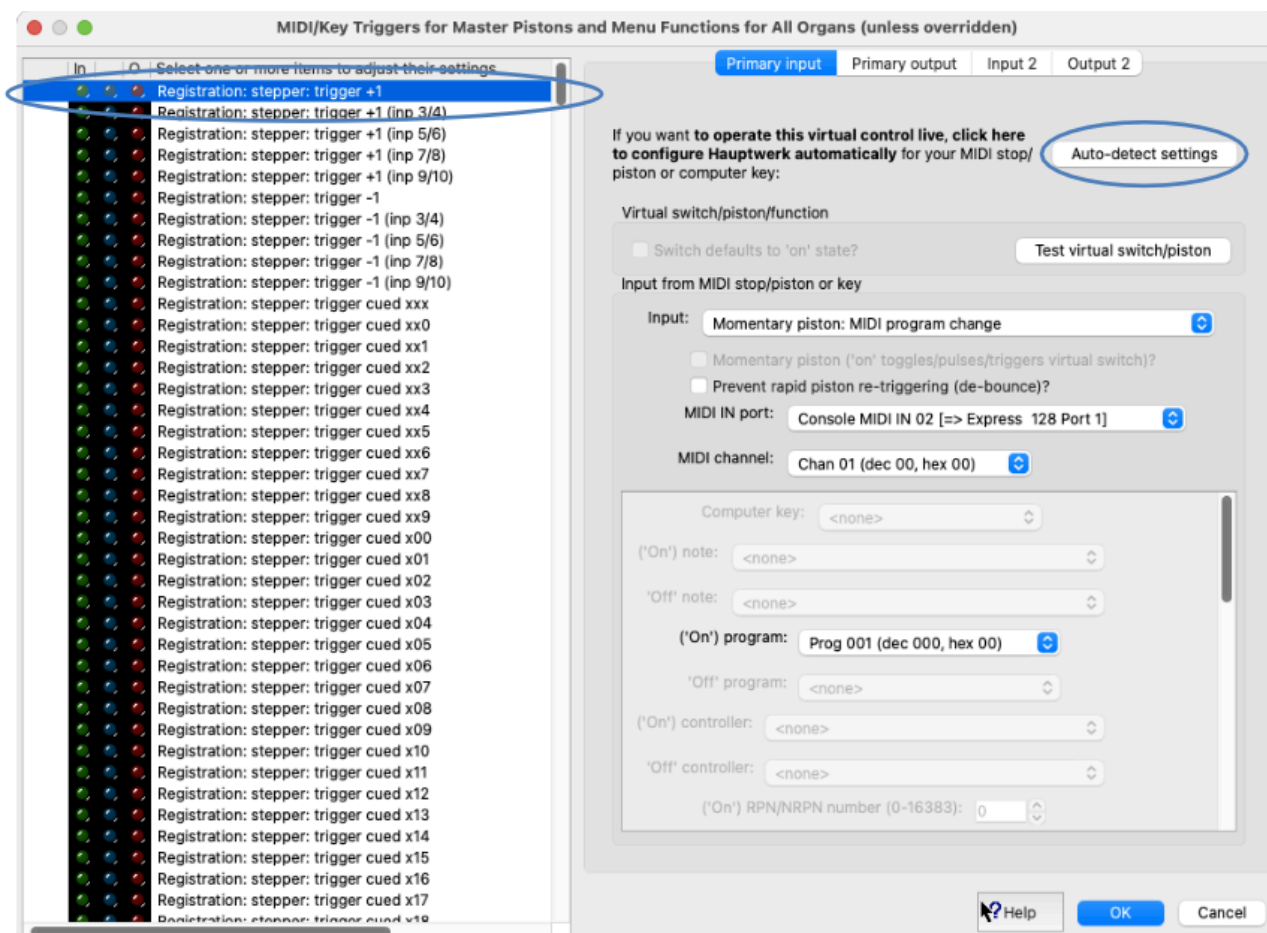 MIDI/Key Triggers for Master Pistons and Menu Functions for All Organs (unless overridden)
In O Select one or more items to adjust their settings
Registration: stepper: trigger +1
Registration: stepper: trigger +1 (inp 3/4)
Registration: stepper: trigger +1 (inp 5/6)
Registration: stepper: trigger +1 (inp 7/8)
Registration: stepper: trigger +1 (inp 9/10)
Registration: stepper: trigger -1
Registration: stepper: trigger -1 (inp 3/4)
Registration: stepper: trigger -1 (inp 5/6)
Registration: stepper: trigger -1 (inp 7/8)
Registration: stepper: trigger -1 (inp 9/10)
Registration: stepper: trigger cued xxx
Registration: stepper: trigger cued xx0
Registration: stepper: trigger cued xx1
Registration: stepper: trigger cued xx2
Registration: stepper: trigger cued xx3
Registration: stepper: trigger cued xx4
Registration: stepper: trigger cued xx5
Registration: stepper: trigger cued xx6
Registration: stepper: trigger cued xx7
Registration: stepper: trigger cued xx8
Registration: stepper: trigger cued xx9
Registration: stepper: trigger cued x00
Registration: stepper: trigger cued x01
Registration: stepper: trigger cued x02
Registration: stepper: trigger cued x03
Registration: stepper: trigger cued x04
Registration: stepper: trigger cued x05
Registration: stepper: trigger cued x06
Registration: stepper: trigger cued x07
Registration: stepper: trigger cued x08
Registration: stepper: trigger cued x09
Registration: stepper: trigger cued x10
Registration: stepper: trigger cued x11
Registration: stepper: trigger cued x12
Registration: stepper: trigger cued x13
Registration: stepper: trigger cued x14
Registration: stepper: trigger cued x15
Registration: stepper: trigger cued x16
Registration: stepper: trigger cued x17
Registration: stepper: trigger cued x18
Primary input Primary output Input 2 Output 2
If you want to operate this virtual control live, click here
to configure Hauptwerk automatically for your MIDI stop/
piston or computer key:
Auto-detect settings
Virtual switch/piston/function
Switch defaults to 'on' state?
Test virtual switch/piston
Input from MIDI stop/piston or key
Input: Momentary piston: MIDI program change
Momentary piston ('on' toggles/pulses/triggers virtual switch)?
Prevent rapid piston re-triggering (de-bounce)?
MIDI IN port: Console MIDI IN 02 [=> Express 128 Port 1]
MIDI channel: Chan 01 (dec 00, hex 00)
Computer key: <none>
('On') note: <none>
'Off' note: <none>
('On') program: Prog 001 (dec 000, hex 00)
'Off' program: <none>
('On') controller: <none>
'Off' controller: <none>
('On') RPN/NRPN number (0-16383): 0
Help
OK
Cancel